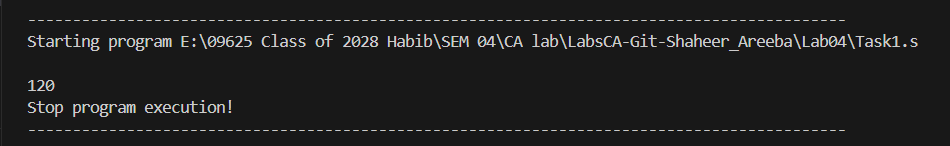 ----------------------------------------------------------------------------------------
Starting program E:\09625 Class of 2028 Habib\SEM 04\CA lab\LabsCA-Git-Shaheer_Areeba\Lab04\Task1.s
120
Stop program execution!
----------------------------------------------------------------------------------------